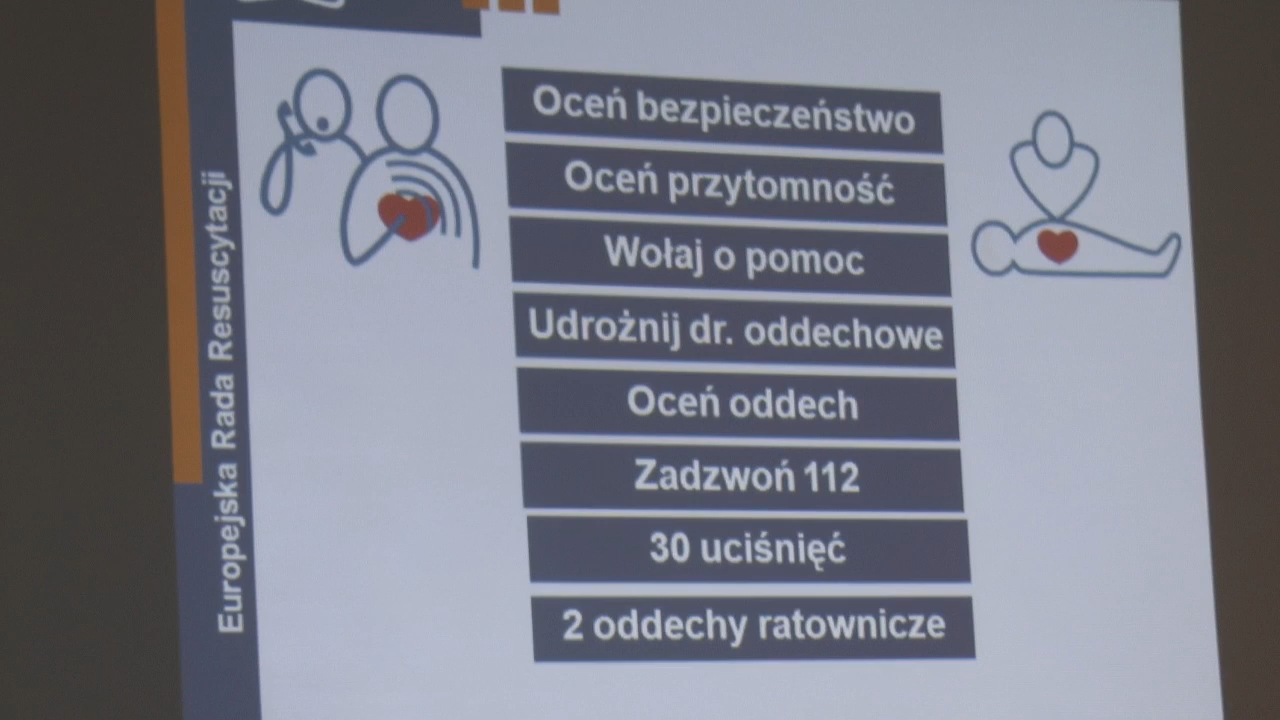 Europejska Rada Resuscytacji
Oceń bezpieczeństwo
Oceń przytomność
Wołaj o pomoc
Udrożnij dr. oddechowe
Oceń oddech
Zadzwoń 112
30 uciśnięć
2 oddechy ratownicze